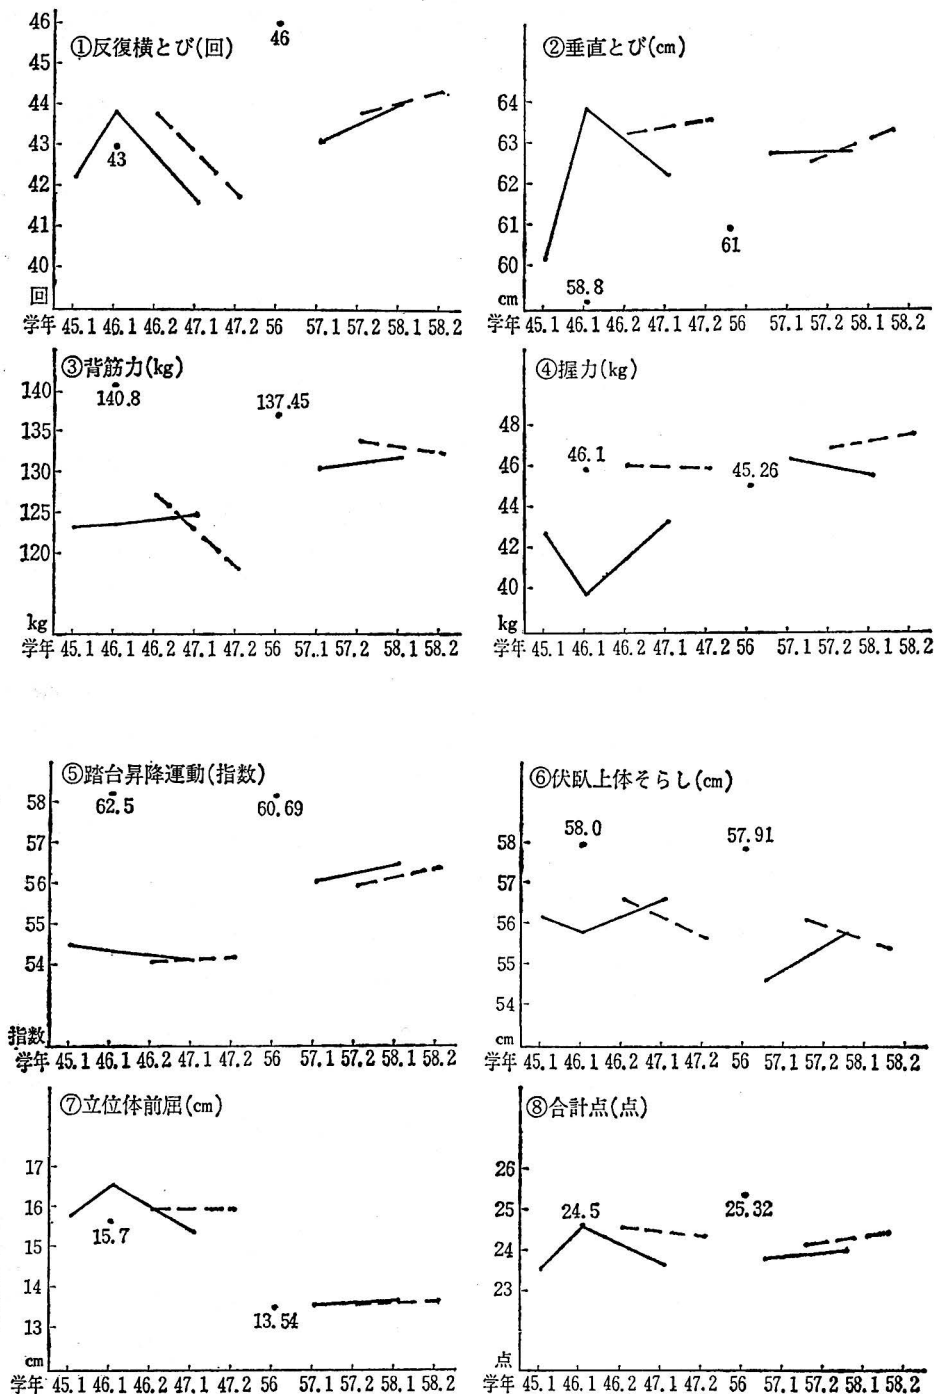 ①反復横とび(回)
46
45
44
43
42
41
40
回
46
43
学年 45.1 46.1 46.2 47.1 47.2 56 57.1 57.2 58.1 58.2
②垂直とび(cm)
64
63
62
61
60
cm
58.8
61
学年 45.1 46.1 46.2 47.1 47.2 56 57.1 57.2 58.1 58.2
③背筋力(kg)
140
135
130
125
120
kg
140.8
137.45
学年 45.1 46.1 46.2 47.1 47.2 56 57.1 57.2 58.1 58.2
④握力(kg)
48
46
44
42
40
kg
46.1
45.26
学年 45.1 46.1 46.2 47.1 47.2 56 57.1 57.2 58.1 58.2
⑤踏台昇降運動(指数)
58
57
56
55
54
指数
62.5
60.69
学年 45.1 46.1 46.2 47.1 47.2 56 57.1 57.2 58.1 58.2
⑥伏臥上体そらし(cm)
58
57
56
55
54
cm
58.0
57.91
学年 45.1 46.1 46.2 47.1 47.2 56 57.1 57.2 58.1 58.2
⑦立位体前屈(cm)
17
16
15
14
13
cm
15.7
13.54
学年 45.1 46.1 46.2 47.1 47.2 56 57.1 57.2 58.1 58.2
⑧合計点(点)
26
25
24
23
点
24.5
25.32
学年 45.1 46.1 46.2 47.1 47.2 56 57.1 57.2 58.1 58.2